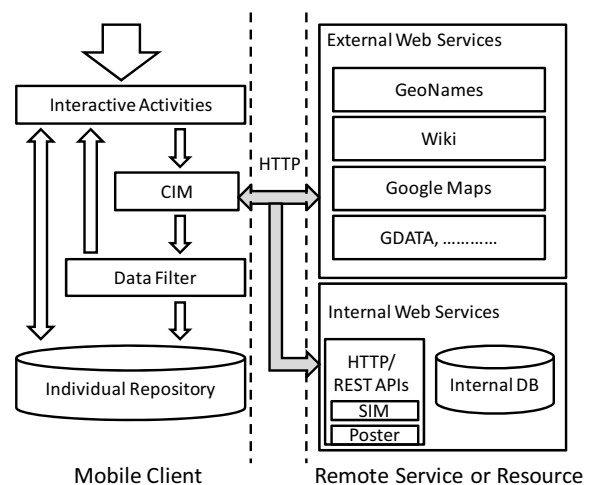 Interactive Activities
CIM
Data Filter
Individual Repository
Mobile Client
HTTP
External Web Services
GeoNames
Wiki
Google Maps
GDATA, …………
Internal Web Services
HTTP/
REST APIs
SIM
Poster
Internal DB
Remote Service or Resource